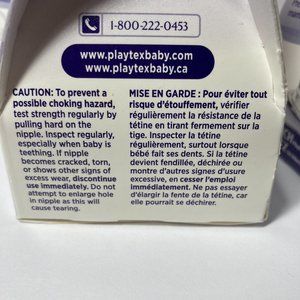 1-800-222-0453
www.playtexbaby.com
www.playtexbaby.ca
CAUTION: To prevent a
possible choking hazard,
test strength regularly by
pulling hard on the
nipple. Inspect regularly,
especially when baby is
teething. If nipple
becomes cracked, torn,
or shows other signs of
excess wear, discontinue
use immediately. Do not
attempt to enlarge hole
in nipple as this will
cause tearing.
MISE EN GARDE : Pour éviter tout
risque d'étouffement, vérifier
régulièrement la résistance de la
tétine en tirant fermement sur la
tige. Inspecter la tétine
régulièrement, surtout lorsque
bébé fait ses dents. Si la tétine
devient fendillée, déchirée ou
montre d'autres signes d'usure
excessive, en cesser l'emploi
immédiatement. Ne pas essayer
d'élargir la fente de la tétine, car
elle pourrait se déchirer.